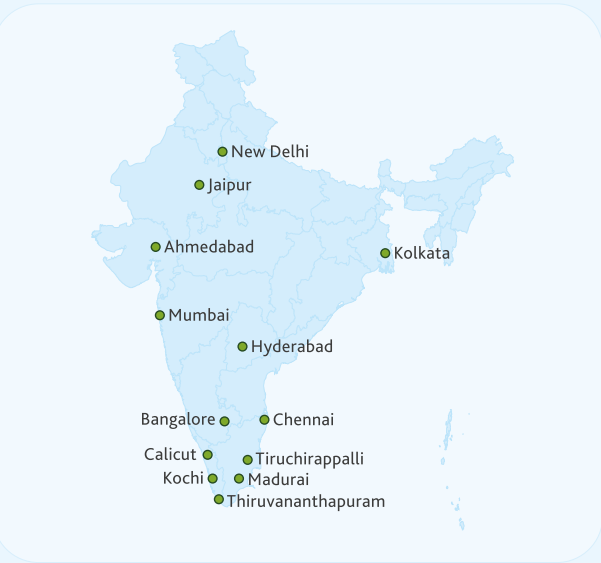 New Delhi
Jaipur
Ahmedabad
Kolkata
Mumbai
Hyderabad
Bangalore
Chennai
Calicut
Tiruchirappalli
Kochi
Madurai
Thiruvananthapuram